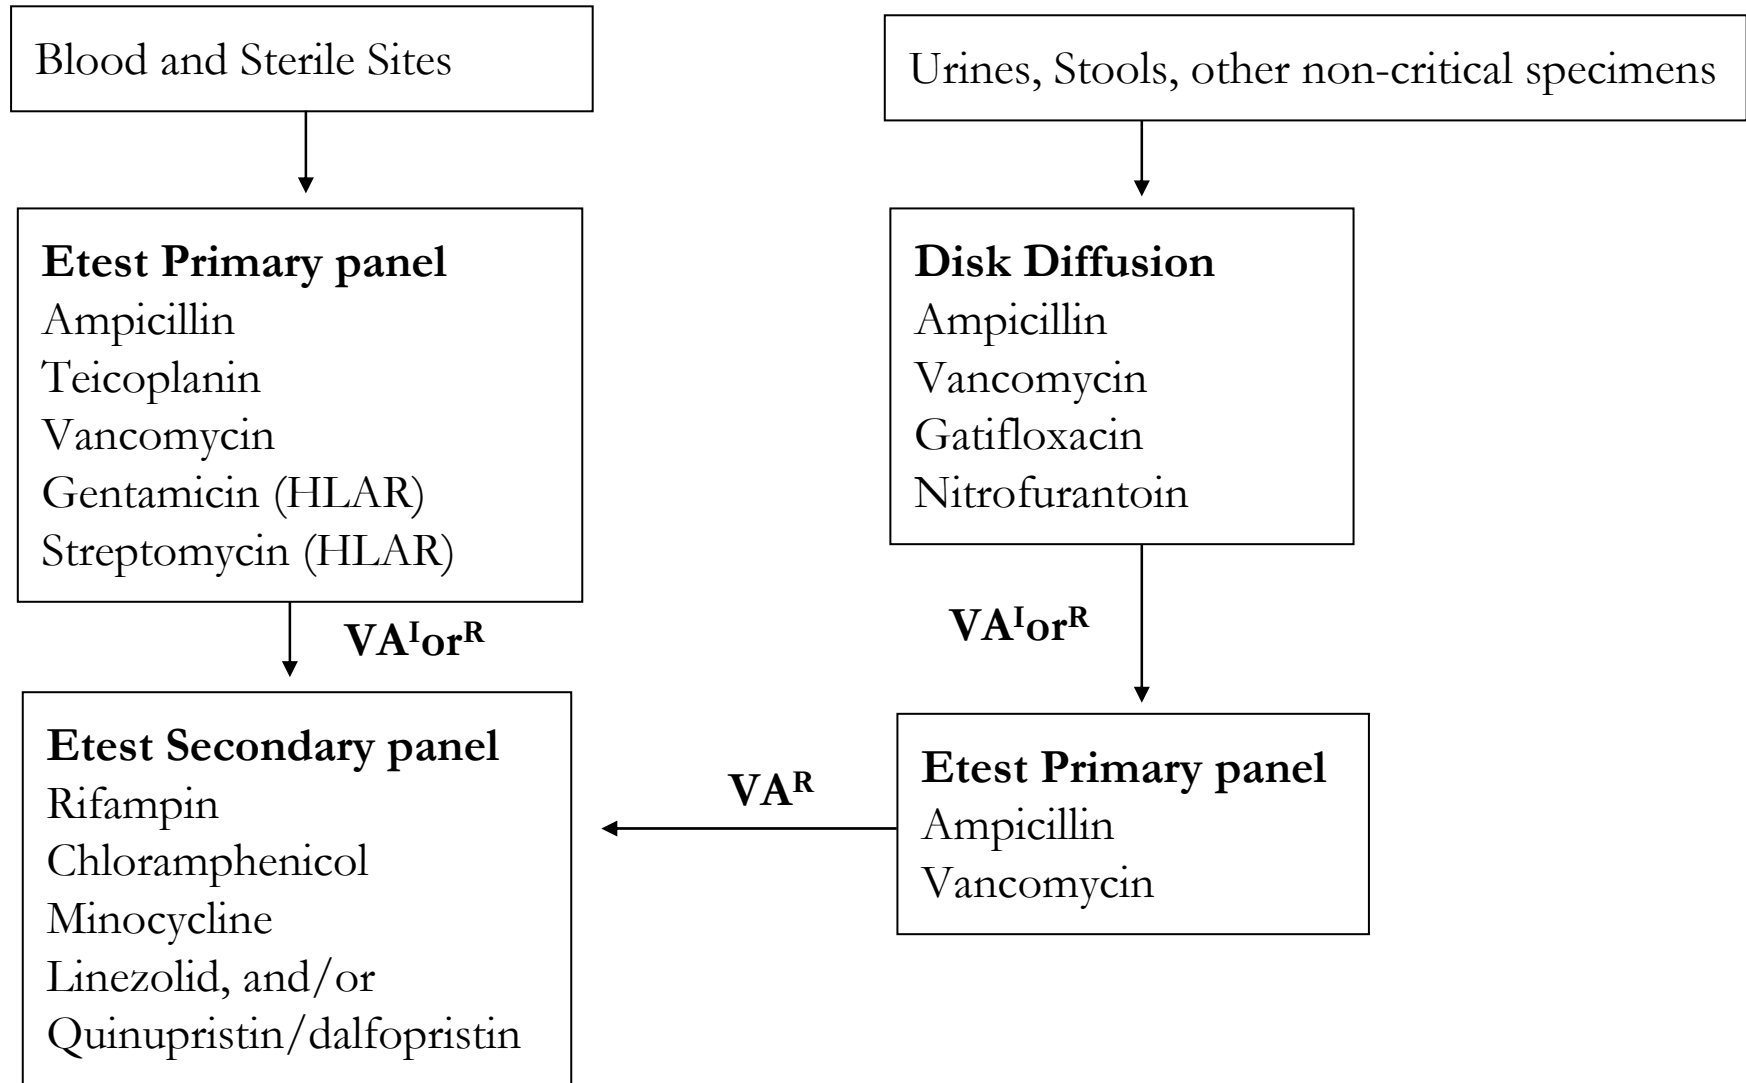 Blood and Sterile Sites
Urines, Stools, other non-critical specimens
Etest Primary panel
Ampicillin
Teicoplanin
Vancomycin
Gentamicin (HLAR)
Streptomycin (HLAR)
Disk Diffusion
Ampicillin
Vancomycin
Gatifloxacin
Nitrofurantoin
VAᴵorᴿ
VAᴵorᴿ
Etest Secondary panel
Rifampin
Chloramphenicol
Minocycline
Linezolid, and/or
Quinupristin/dalfopristin
VAᴿ
Etest Primary panel
Ampicillin
Vancomycin